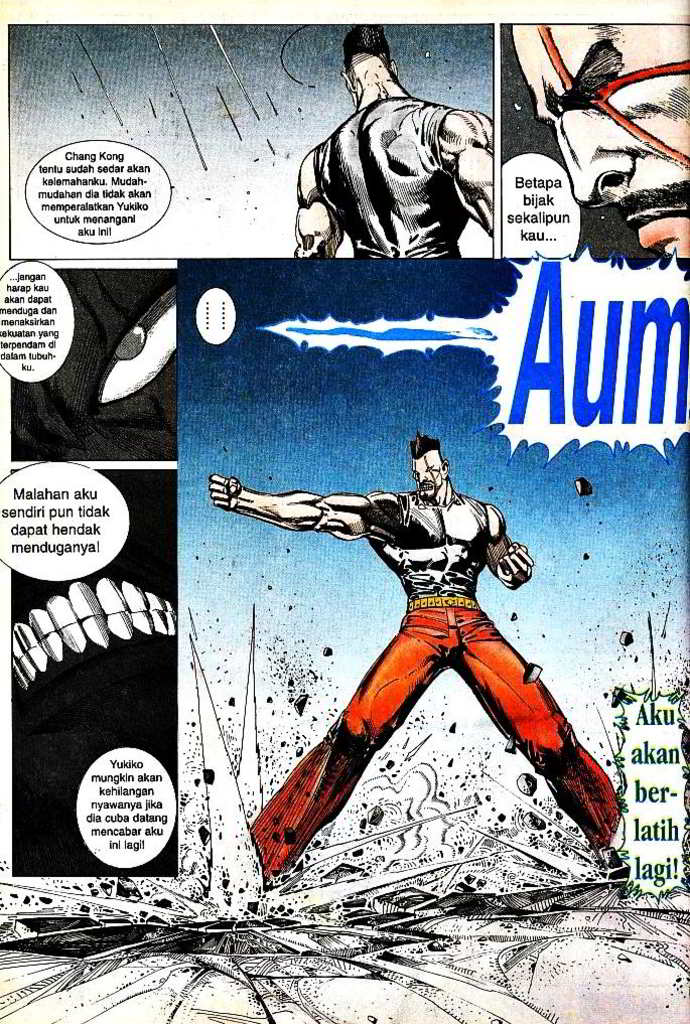 Chang Kong
tentu sudah sedar akan
kelemahanku. Mudah-
mudahan dia tidak akan
memperalatkan Yukiko
untuk menangani
aku ini!
Betapa
bijak
sekalipun
kau...
...jengan
harap kau
akan dapat
menduga dan
menaksirkan
kekuatan yang
terpendam di
dalam tubuh-
ku.
Aum
Malahan aku
sendiri pun tidak
dapat hendak
menduganya!
Yukiko
mungkin akan
kehilangan
nyawanya jika
dia cuba datang
mencabar aku
ini lagi!
Aku
akan
ber-
latih
lagi!